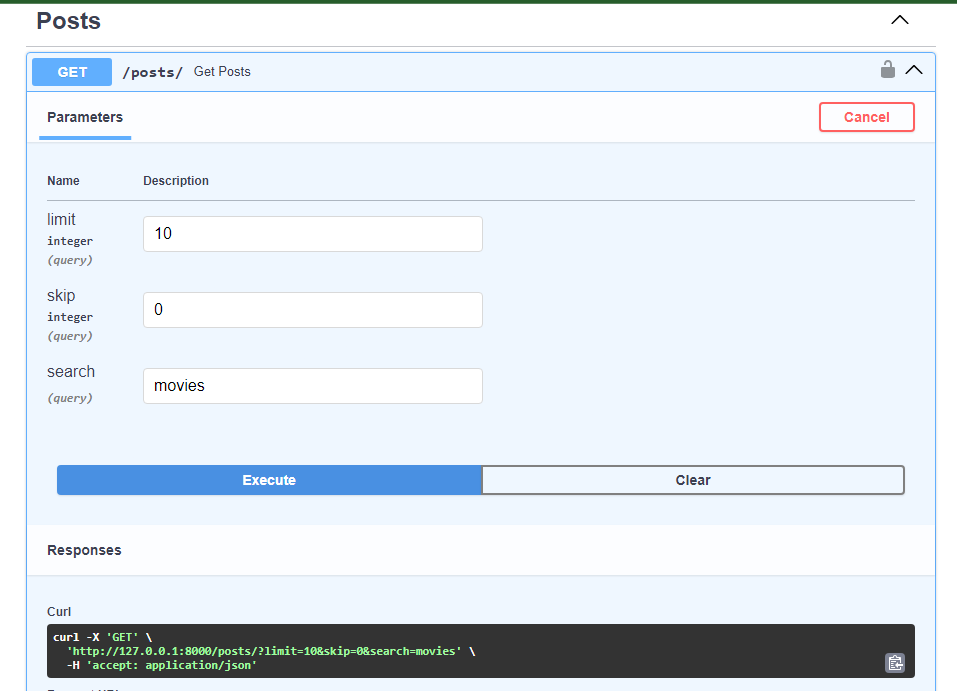 Posts
GET /posts/ Get Posts
Parameters
Cancel
Name Description
limit
integer
(query)
10
skip
integer
(query)
0
search
(query)
movies
Execute Clear
Responses
Curl
curl -X 'GET' \
'http://127.0.0.1:8000/posts/?limit=10&skip=0&search=movies' \
-H 'accept: application/json'